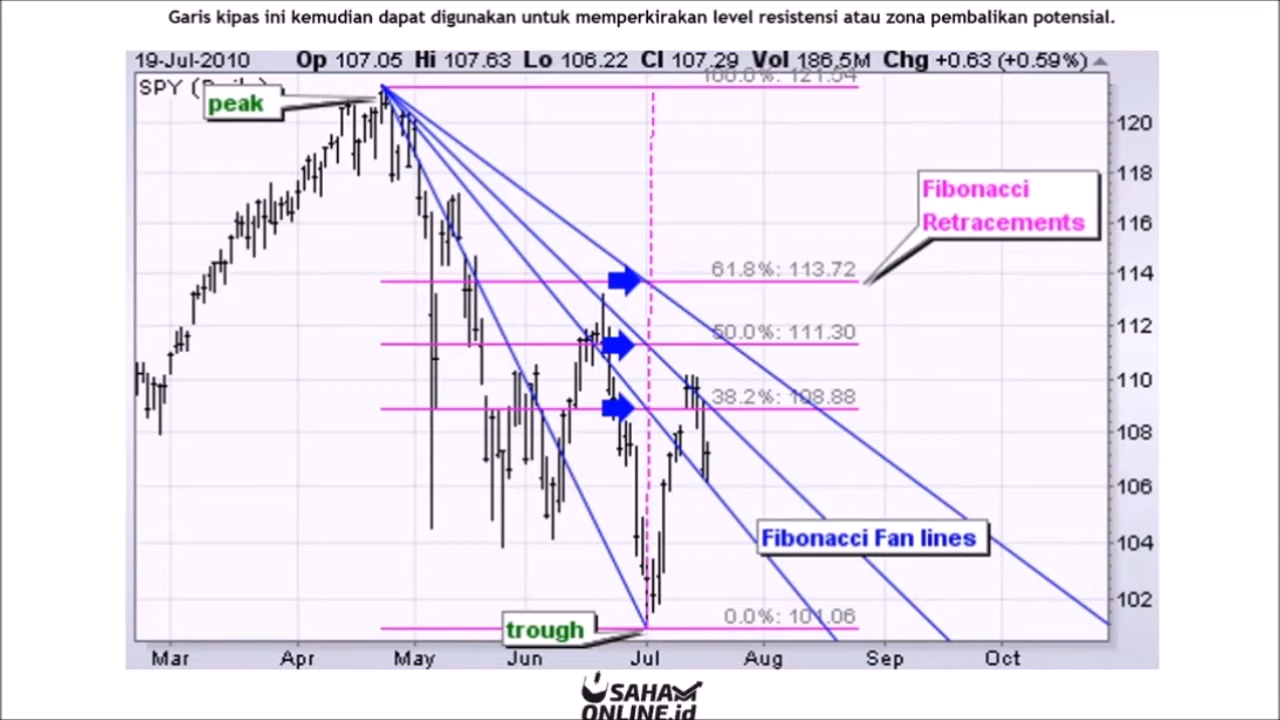 Garis kipas ini kemudian dapat digunakan untuk memperkirakan level resistensi atau zona pembalikan potensial.
19-Jul-2010 Op 107.05 Hi 107.63 Lo 106.22 Cl 107.29 Vol 186.5M Chg +0.63 (+0.59%)
SPY
100.0%: 121.54
peak
120
118
Fibonacci
Retracements
116
61.8%: 113.72
114
50.0%: 111.30
112
38.2%: 108.88
110
108
106
Fibonacci Fan lines
104
102
0.0%: 101.06
trough
Mar Apr May Jun Jul Aug Sep Oct
SAHAM
ONLINE.id